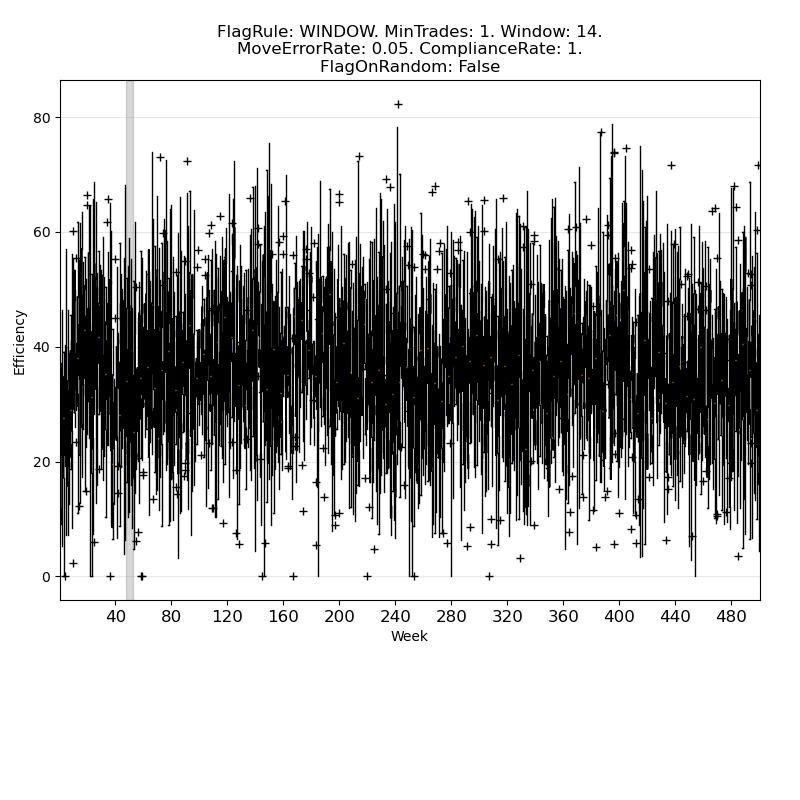 FlagRule: WINDOW. MinTrades: 1. Window: 14.
MoveErrorRate: 0.05. ComplianceRate: 1.
FlagOnRandom: False
Efficiency
80
60
40
20
0
40 80 120 160 200 240 280 320 360 400 440 480
Week